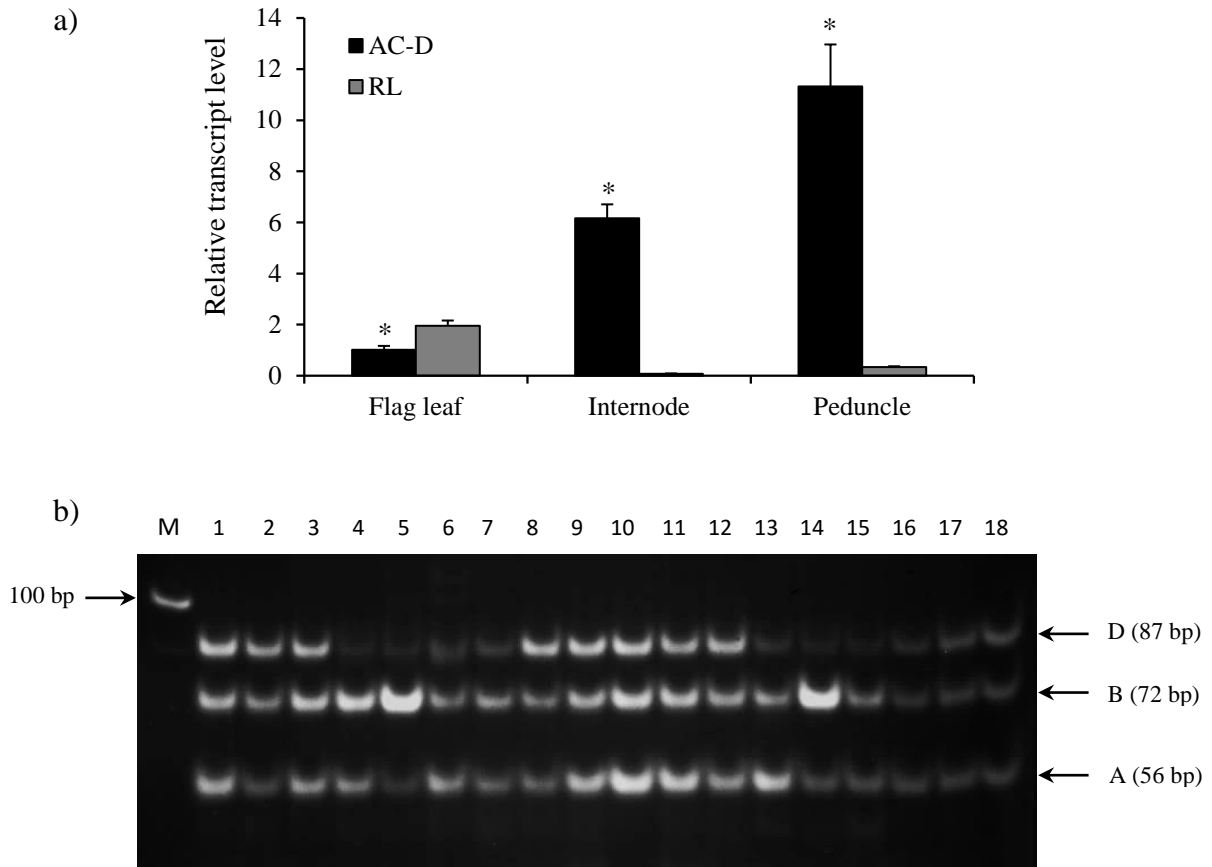 a)
Relative transcript level
14
12
10
8
6
4
2
0
AC-D
RL
*
*
*
Flag leaf
Internode
Peduncle
b)
M 1 2 3 4 5 6 7 8 9 10 11 12 13 14 15 16 17 18
100 bp
D (87 bp)
B (72 bp)
A (56 bp)